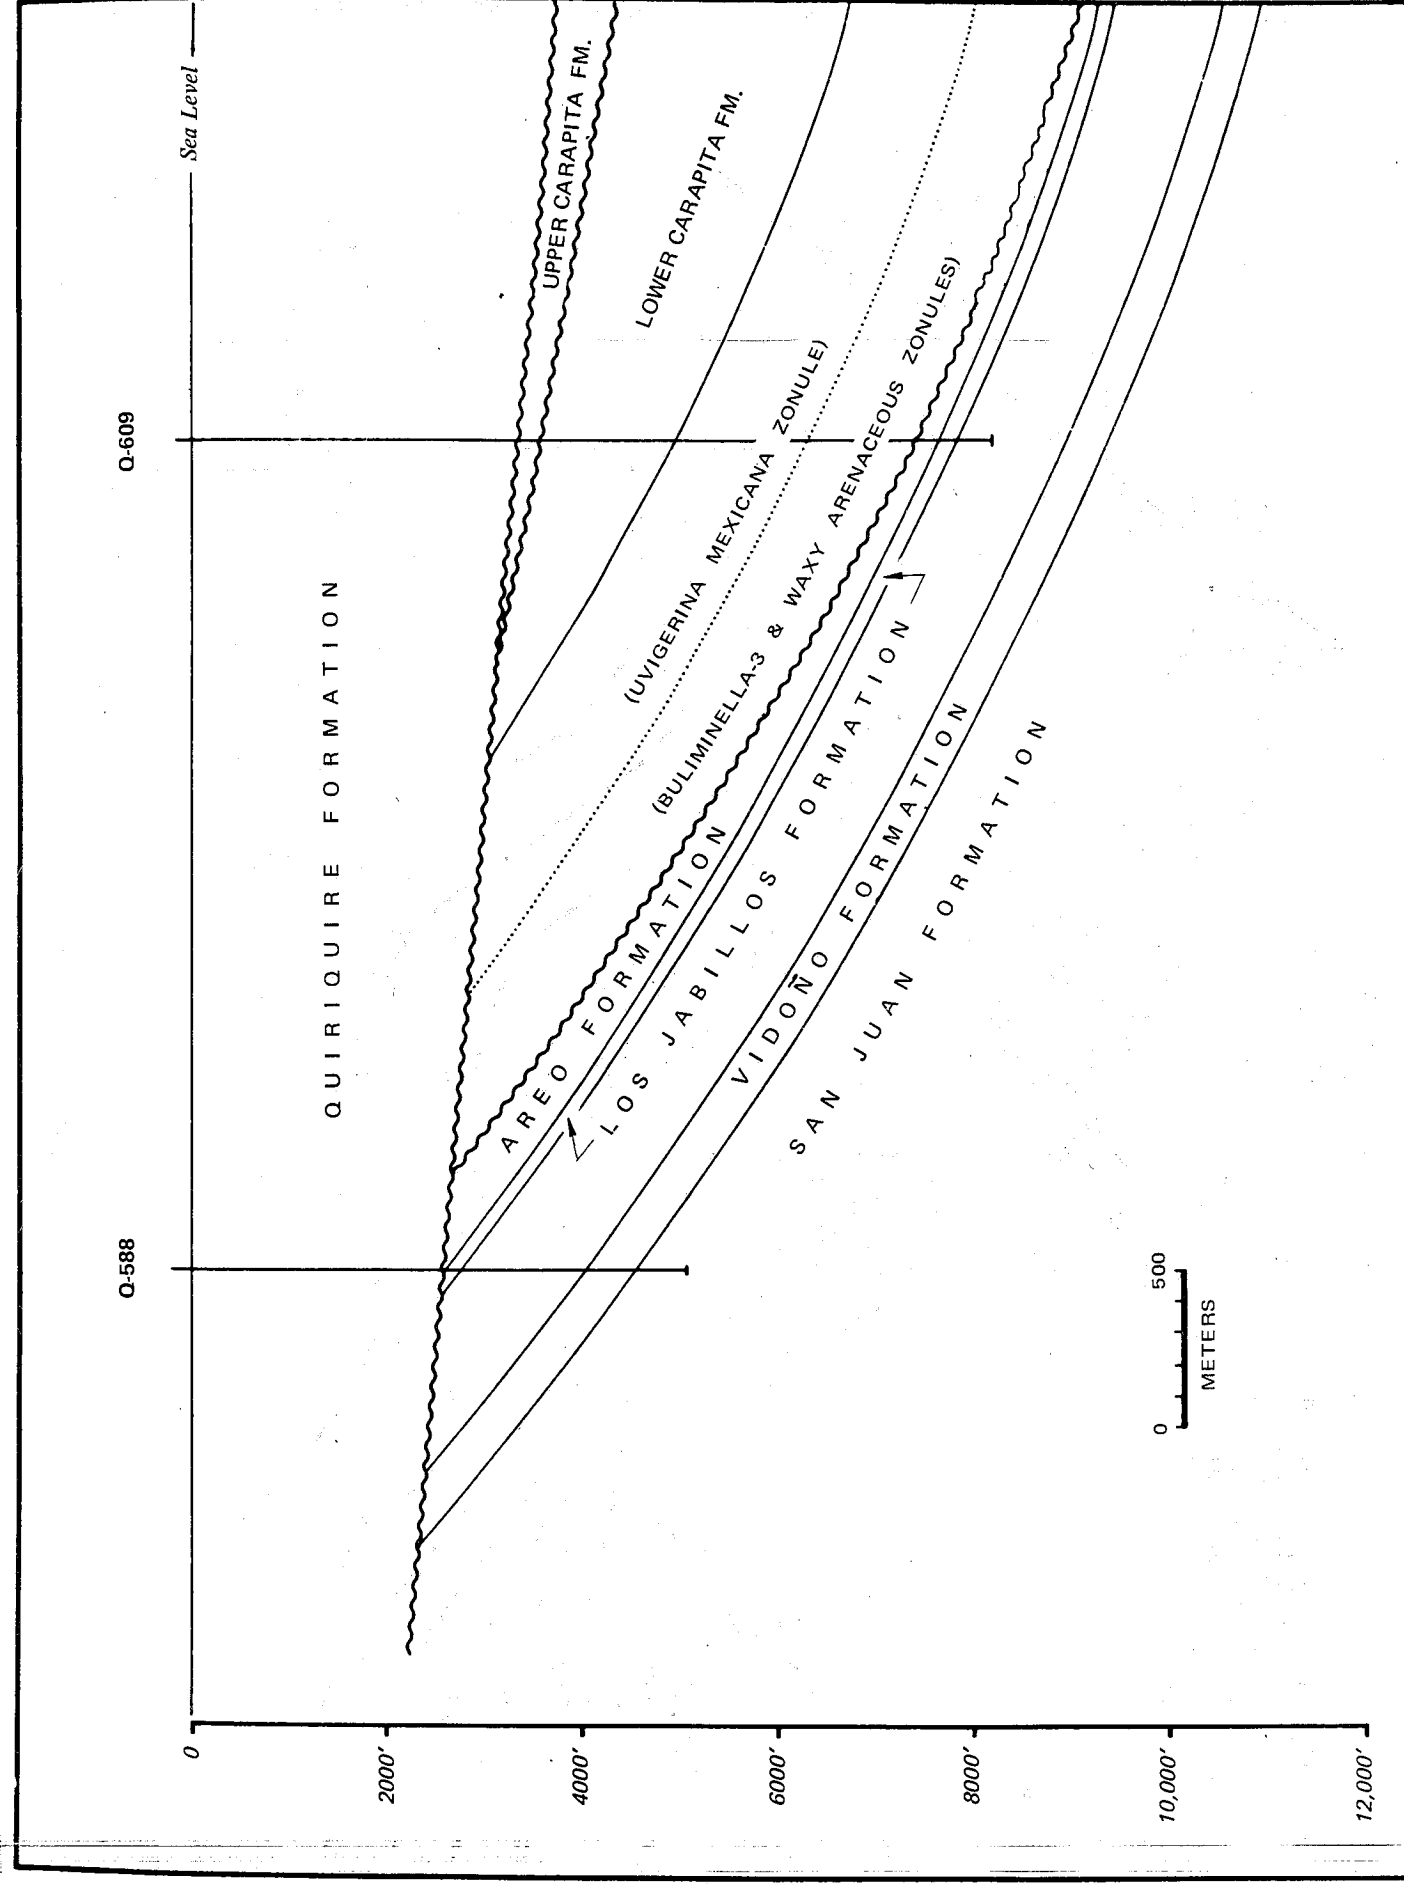 Q-588
Q-609
Sea Level
0
2000'
4000'
6000'
8000'
10,000'
12,000'
QUIRIQUIRE FORMATION
UPPER CARAPITA FM.
LOWER CARAPITA FM.
(UVIGERINA MEXICANA ZONULE)
(BULIMINELLA-3 & WAXY ARENACEOUS ZONULES)
AREO FORMATION
LOS JABILLOS FORMATION
VIDOÑO FORMATION
SAN JUAN FORMATION
0 500
METERS